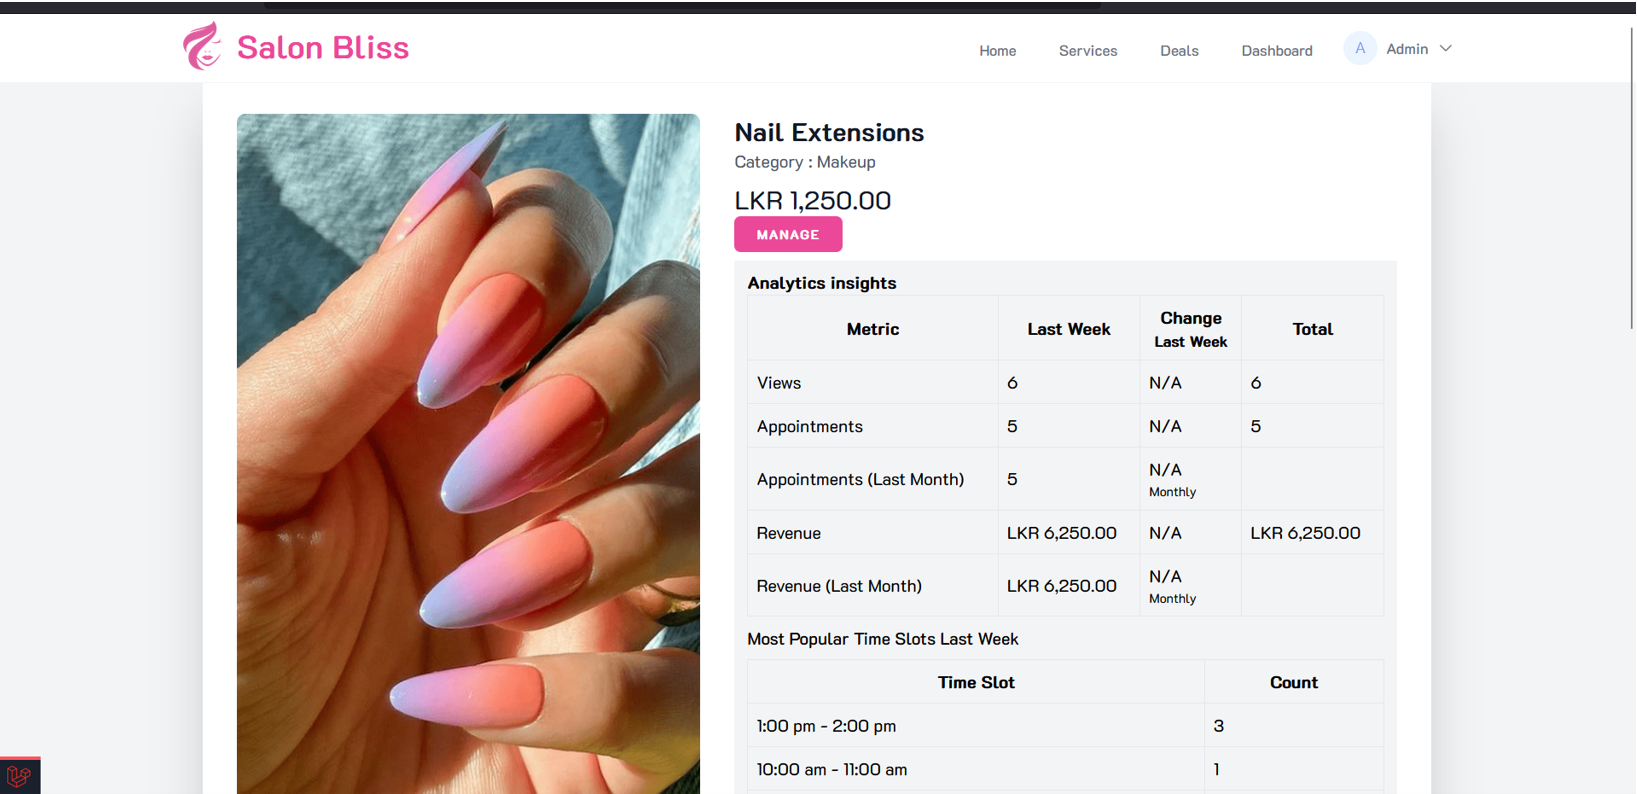 Salon Bliss
Home Services Deals Dashboard A Admin
Nail Extensions
Category : Makeup
LKR 1,250.00
MANAGE
Analytics insights
Metric Last Week Change Last Week Total
Views 6 N/A 6
Appointments 5 N/A 5
Appointments (Last Month) 5 N/A Monthly
Revenue LKR 6,250.00 N/A LKR 6,250.00
Revenue (Last Month) LKR 6,250.00 N/A Monthly
Most Popular Time Slots Last Week
Time Slot Count
1:00 pm - 2:00 pm 3
10:00 am - 11:00 am 1